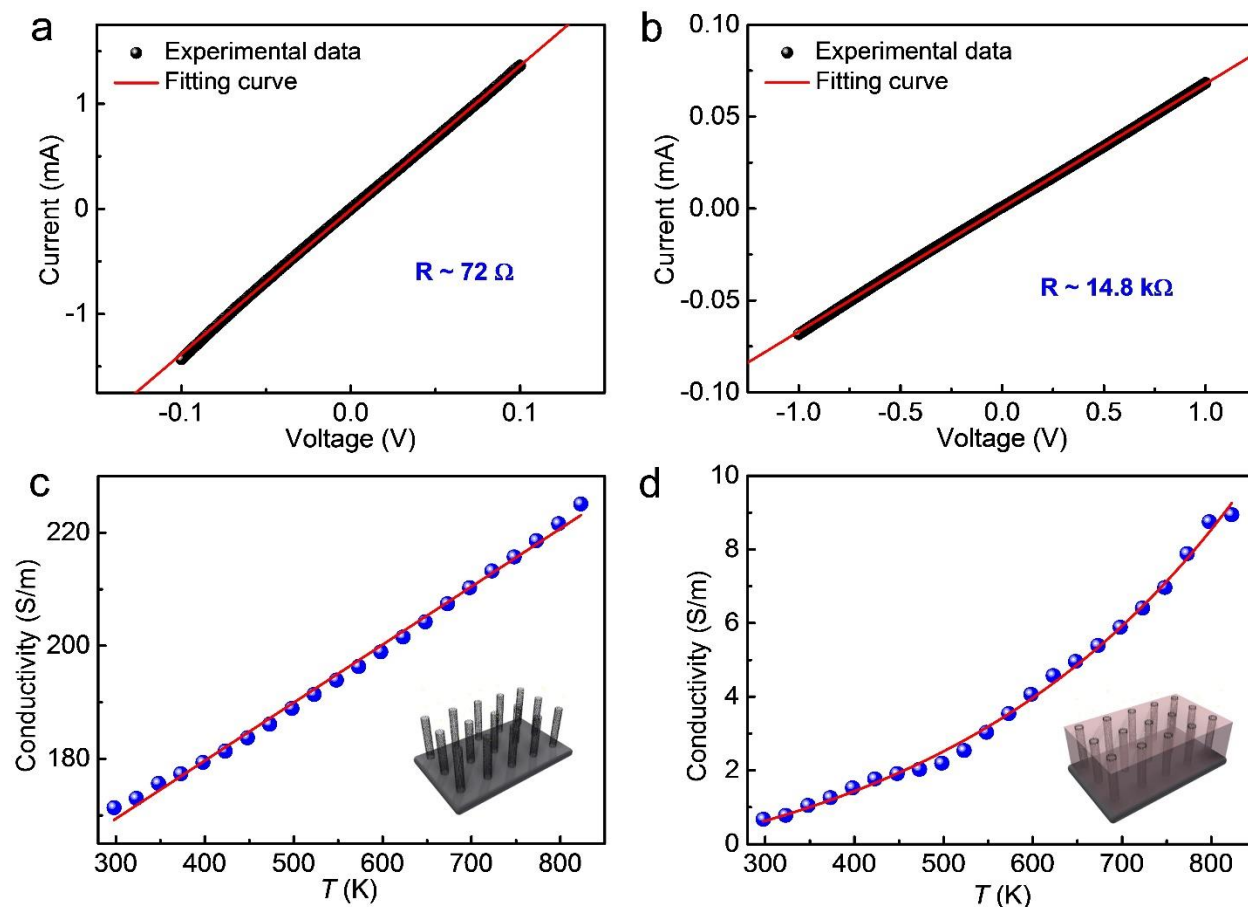 a
Experimental data
Fitting curve
1
0
-1
Current (mA)
R ~ 72 Ω
-0.1 0.0 0.1
Voltage (V)
b
Experimental data
Fitting curve
0.10
0.05
0.00
-0.05
-0.10
Current (mA)
R ~ 14.8 kΩ
-1.0 -0.5 0.0 0.5 1.0
Voltage (V)
c
220
200
180
Conductivity (S/m)
300 400 500 600 700 800
T (K)
d
10
8
6
4
2
0
Conductivity (S/m)
300 400 500 600 700 800
T (K)